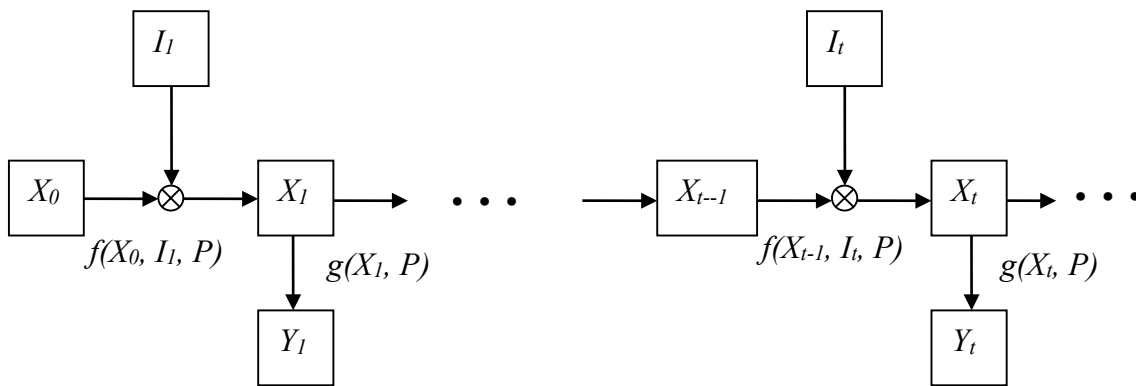 I1
It
X0
X1
• • •
Xt--1
Xt
• • •
f(X0, I1, P)
g(X1, P)
f(Xt-1, It, P)
g(Xt, P)
Y1
Yt